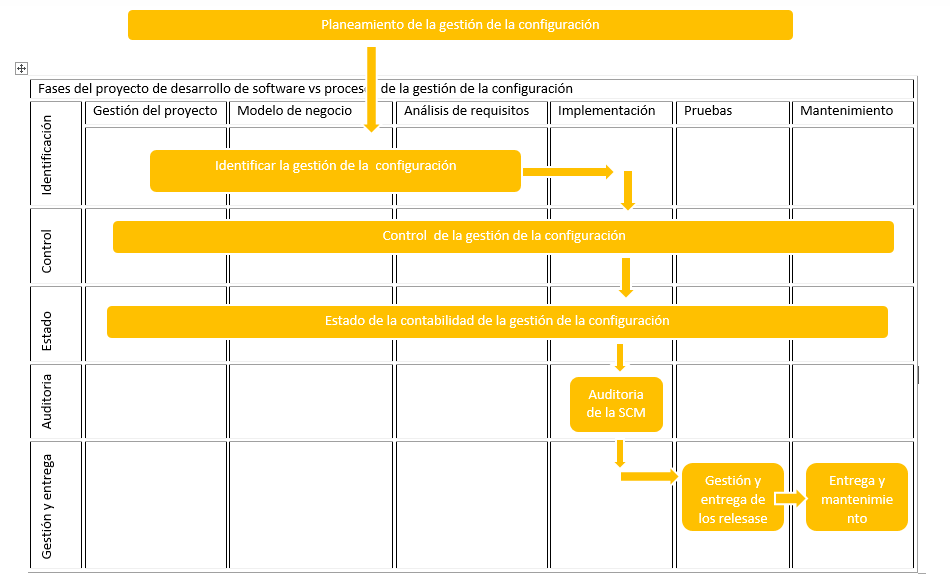 Planeamiento de la gestión de la configuración
Fases del proyecto de desarrollo de software vs proceso de la gestión de la configuración
Gestión del proyecto
Modelo de negocio
Análisis de requisitos
Implementación
Pruebas
Mantenimiento
Identificación
Identificar la gestión de la configuración
Control
Control de la gestión de la configuración
Estado
Estado de la contabilidad de la gestión de la configuración
Auditoria
Auditoria
de la SCM
Gestión y entrega
Gestión y
entrega de
los relesase
Entrega y
mantenimie
nto